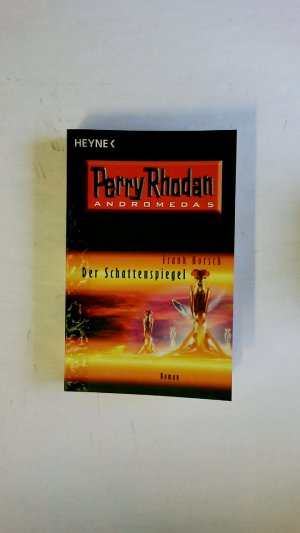 HEYNE<
Perry Rhodan
ANDROMEDA 5
Frank Borsch
Der Schattenspiegel
Roman